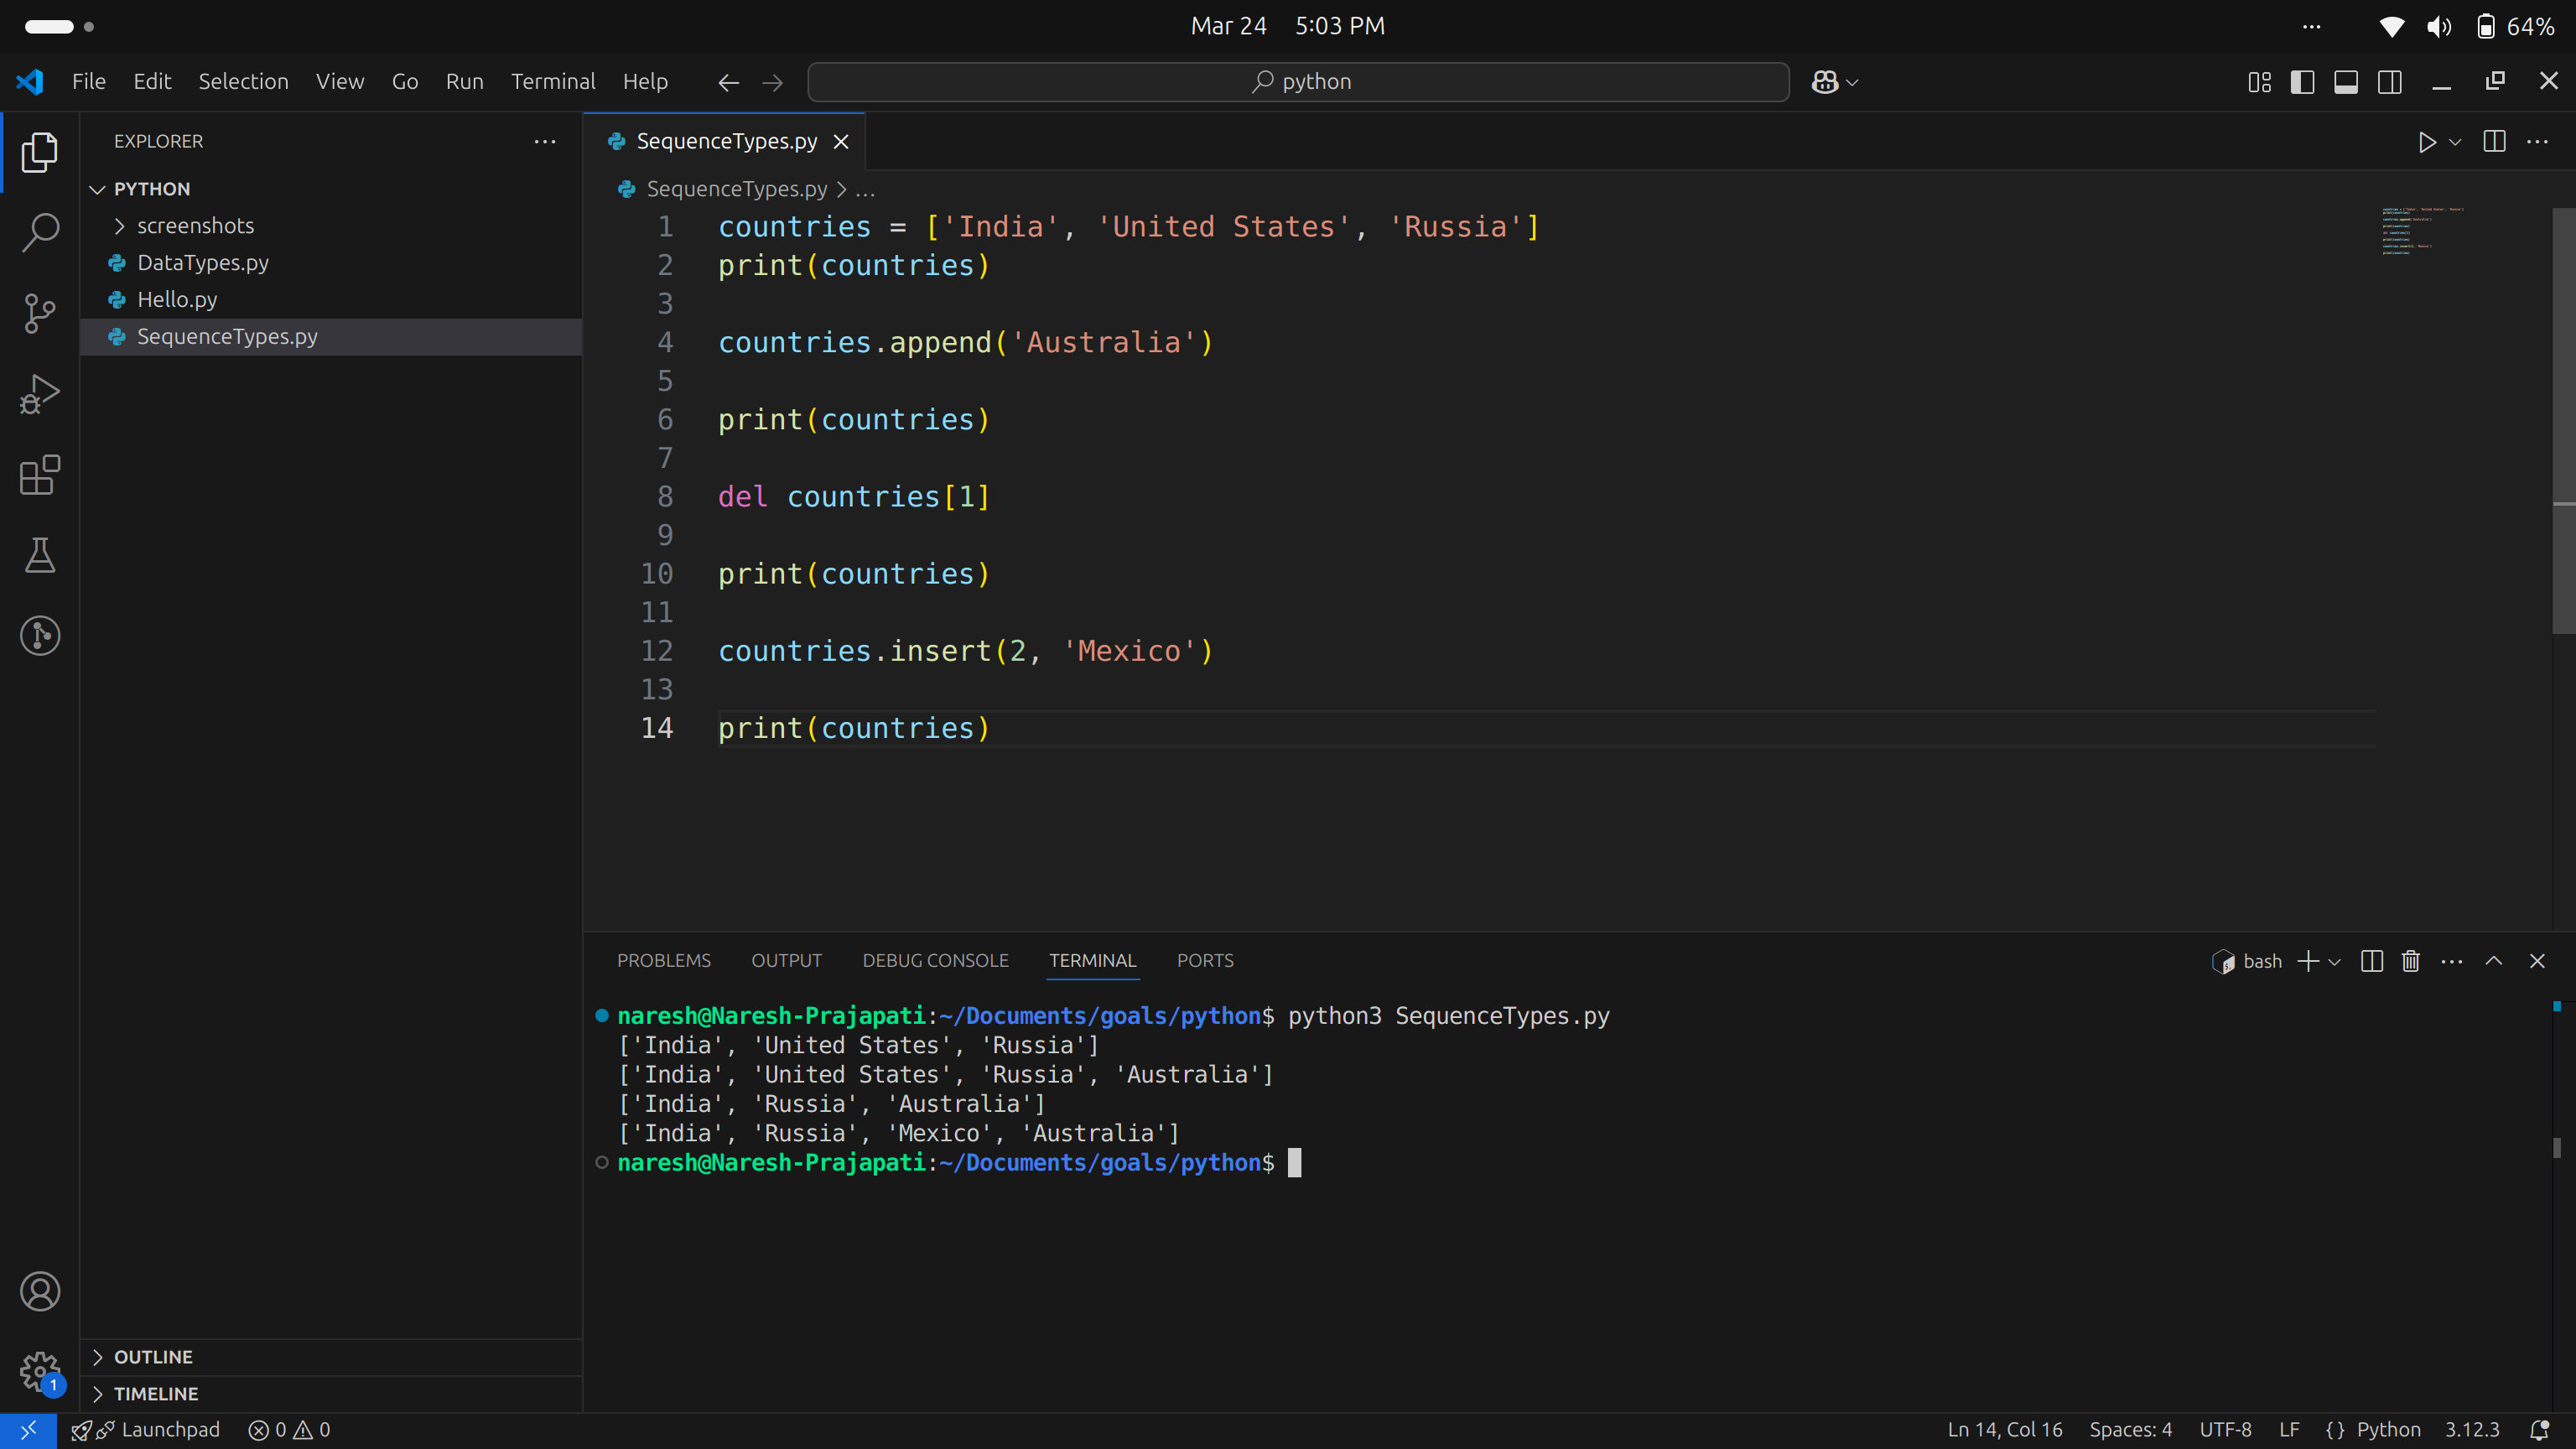 Mar 24 5:03 PM
64%
File Edit Selection View Go Run Terminal Help
python
EXPLORER
PYTHON
screenshots
DataTypes.py
Hello.py
SequenceTypes.py
OUTLINE
TIMELINE
SequenceTypes.py
SequenceTypes.py > ...
1 countries = ['India', 'United States', 'Russia']
2 print(countries)
3
4 countries.append('Australia')
5
6 print(countries)
7
8 del countries[1]
9
10 print(countries)
11
12 countries.insert(2, 'Mexico')
13
14 print(countries)
PROBLEMS OUTPUT DEBUG CONSOLE TERMINAL PORTS
bash
naresh@Naresh-Prajapati:~/Documents/goals/python$ python3 SequenceTypes.py
['India', 'United States', 'Russia']
['India', 'United States', 'Russia', 'Australia']
['India', 'Russia', 'Australia']
['India', 'Russia', 'Mexico', 'Australia']
naresh@Naresh-Prajapati:~/Documents/goals/python$
1
Launchpad 0 0
Ln 14, Col 16 Spaces: 4 UTF-8 LF {} Python 3.12.3